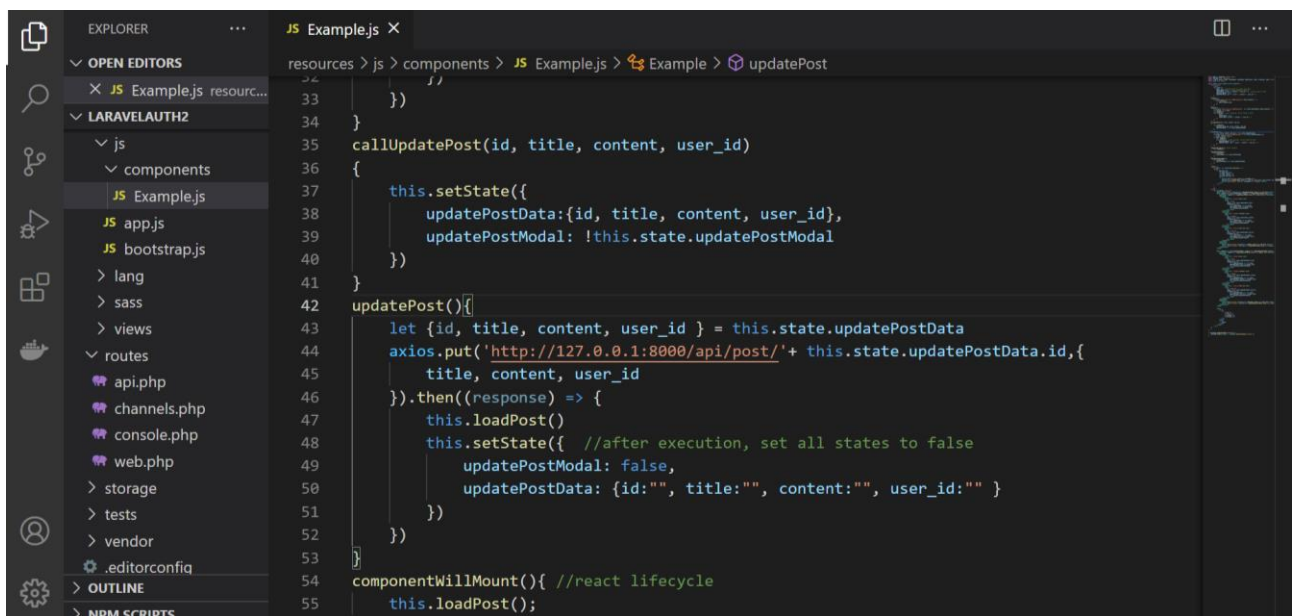 EXPLORER
···
JS Example.js ×
OPEN EDITORS
× JS Example.js resourc...
LARAVELAUTH2
js
components
JS Example.js
JS app.js
JS bootstrap.js
lang
sass
views
routes
api.php
channels.php
console.php
web.php
storage
tests
vendor
.editorconfig
OUTLINE
NPM SCRIPTS
resources > js > components > JS Example.js > Example > updatePost
32 })
33 })
34 }
35 callUpdatePost(id, title, content, user_id)
36 {
37 this.setState({
38 updatePostData:{id, title, content, user_id},
39 updatePostModal: !this.state.updatePostModal
40 })
41 }
42 updatePost(){
43 let {id, title, content, user_id } = this.state.updatePostData
44 axios.put('http://127.0.0.1:8000/api/post/'+ this.state.updatePostData.id,{
45 title, content, user_id
46 }).then((response) => {
47 this.loadPost()
48 this.setState({ //after execution, set all states to false
49 updatePostModal: false,
50 updatePostData: {id:"", title:"", content:"", user_id:"" }
51 })
52 })
53 }
54 componentWillMount(){ //react lifecycle
55 this.loadPost();